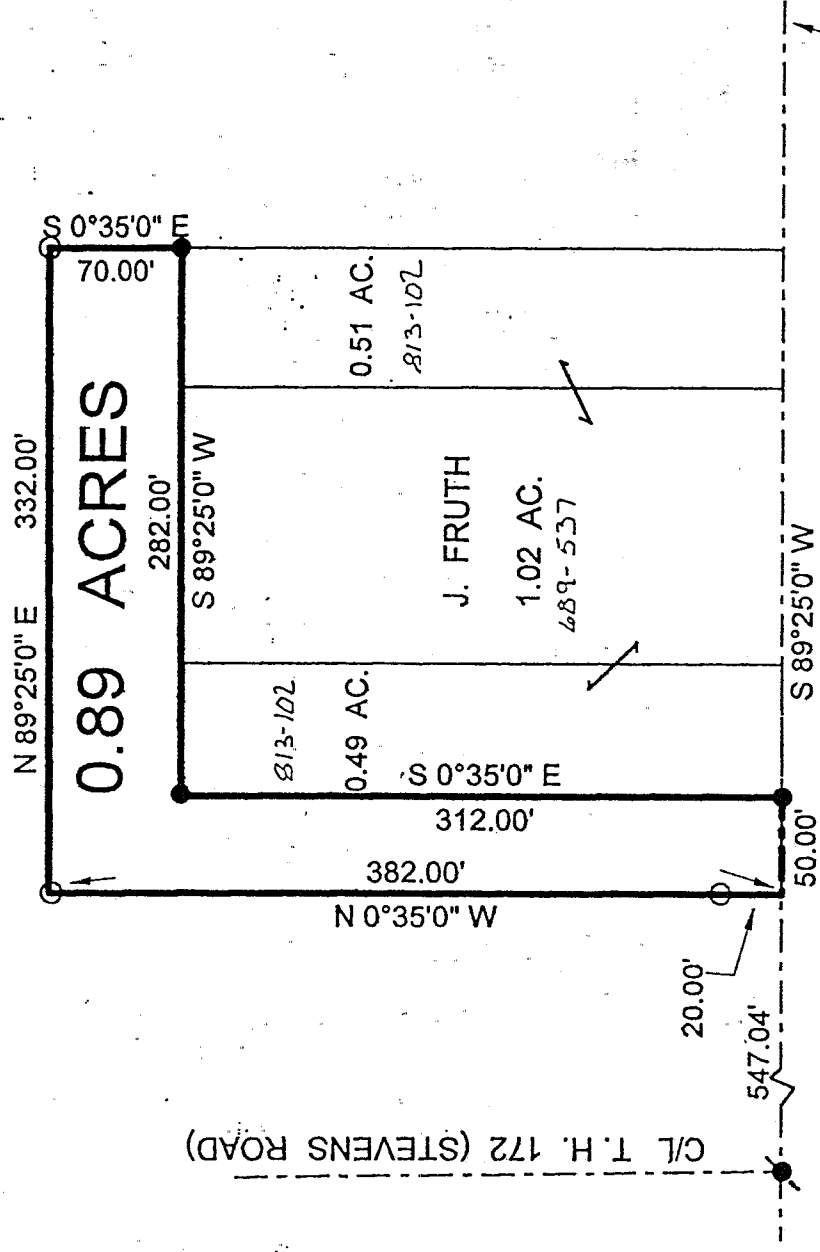 N 89°25'0" E 332.00'
S 0°35'0" E
70.00'
0.89 ACRES
282.00'
S 89°25'0" W
0.51 AC.
813-102
J. FRUTH
1.02 AC.
689-537
813-102
0.49 AC.
S 0°35'0" E
312.00'
382.00'
N 0°35'0" W
S 89°25'0" W
50.00'
20.00'
547.04'
C/L T.H. 172 (STEVENS ROAD)